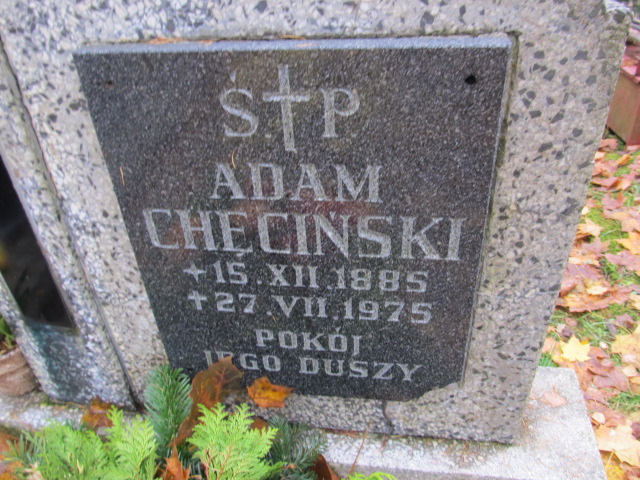 Ś✝P
ADAM
CHĘCIŃSKI
✶15.XII.1885
✝27.VII.1975
POKÓJ
JEGO DUSZY